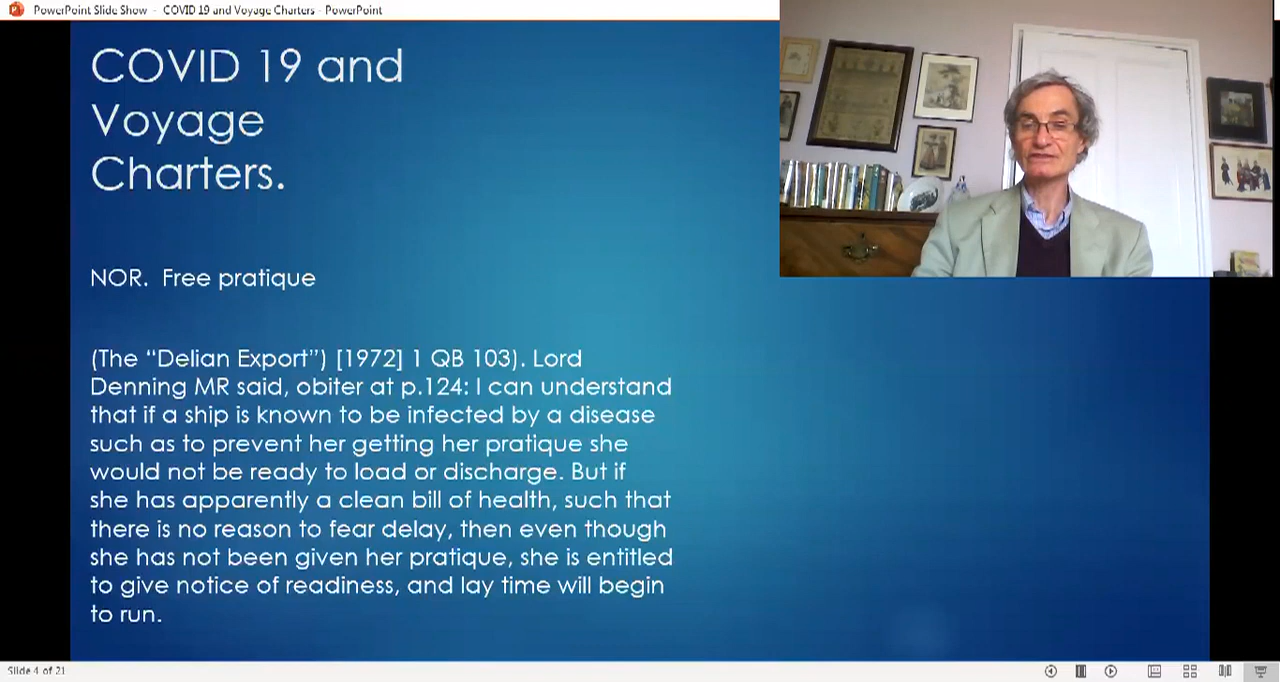 PowerPoint Slide Show - COVID 19 and Voyage Charters - PowerPoint
COVID 19 and
Voyage
Charters.
NOR. Free pratique
(The “Delian Export”) [1972] 1 QB 103). Lord
Denning MR said, obiter at p.124: I can understand
that if a ship is known to be infected by a disease
such as to prevent her getting her pratique she
would not be ready to load or discharge. But if
she has apparently a clean bill of health, such that
there is no reason to fear delay, then even though
she has not been given her pratique, she is entitled
to give notice of readiness, and lay time will begin
to run.
Slide 4 of 21